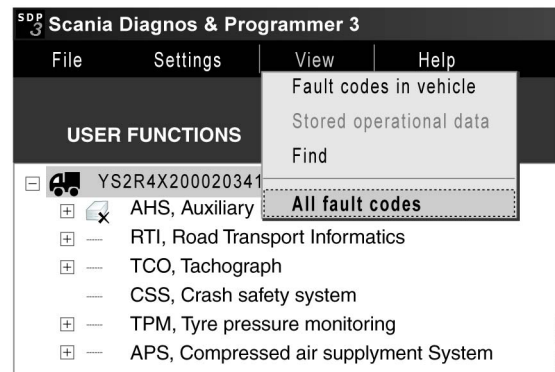 SDP3 Scania Diagnos & Programmer 3
File Settings View Help
Fault codes in vehicle
Stored operational data
USER FUNCTIONS
Find
YS2R4X200020341
All fault codes
AHS, Auxiliary
RTI, Road Transport Informatics
TCO, Tachograph
CSS, Crash safety system
TPM, Tyre pressure monitoring
APS, Compressed air supplyment System